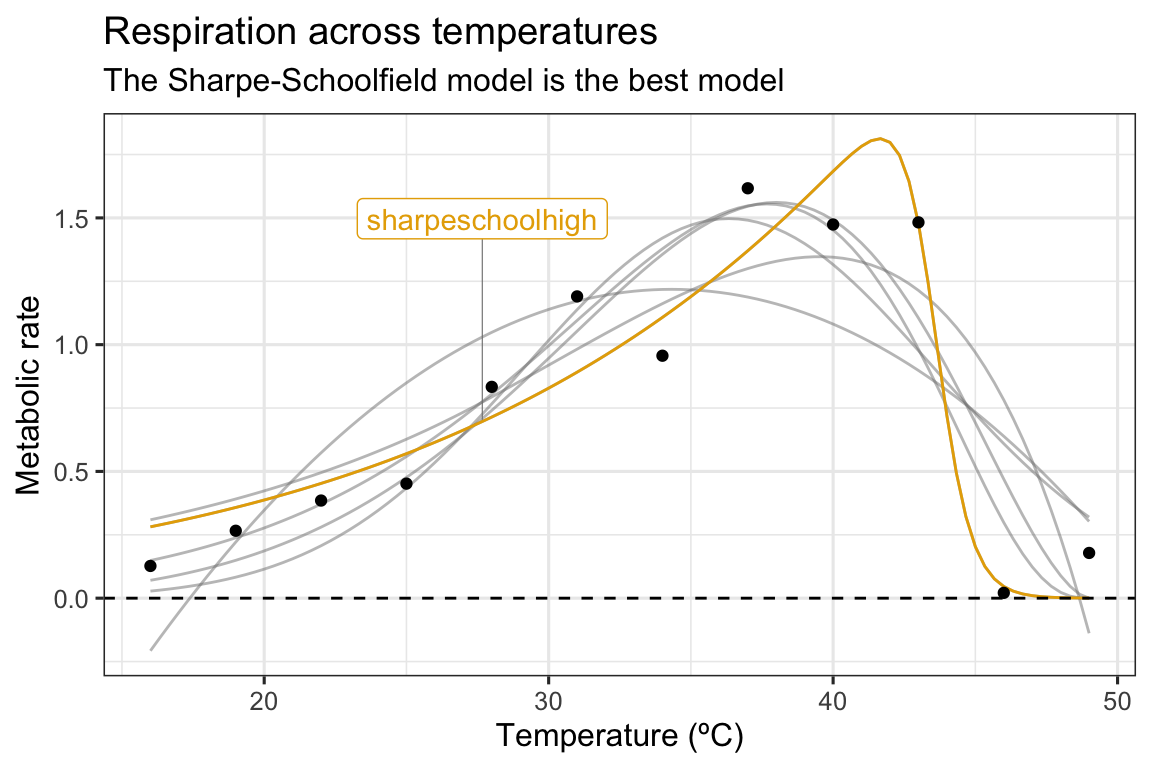 Respiration across temperatures
The Sharpe-Schoolfield model is the best model
sharpeschoolhigh
1.5
1.0
0.5
0.0
Metabolic rate
20 30 40 50
Temperature (ºC)